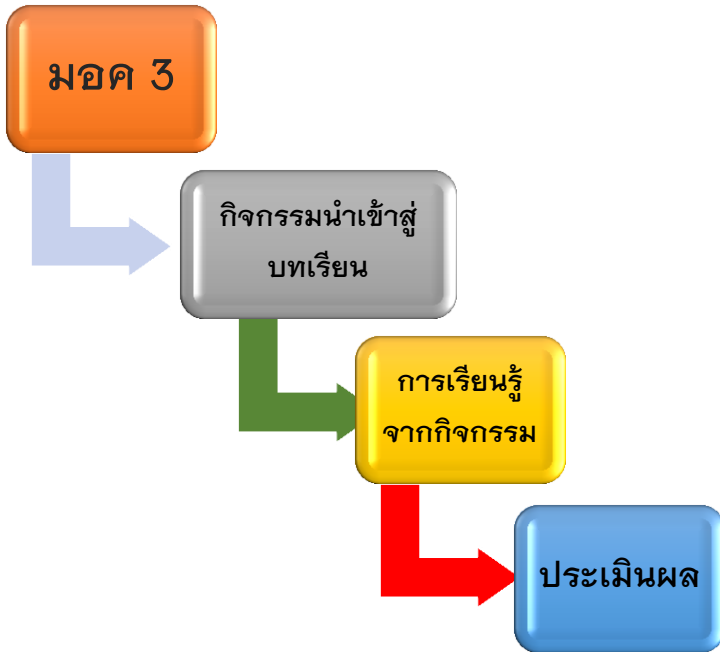 มอค 3
กิจกรรมนำเข้าสู่
บทเรียน
การเรียนรู้
จากกิจกรรม
ประเมินผล